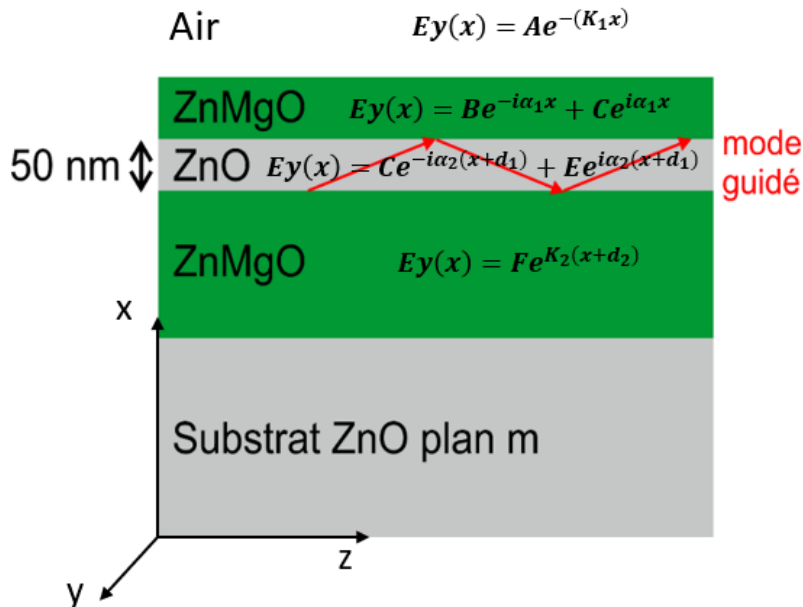 Air Ey(x) = Ae^{-(K_1x)}
ZnMgO Ey(x) = Be^{-iα_1x} + Ce^{iα_1x}
50 nm ZnO Ey(x) = Ce^{-iα_2(x+d_1)} + Ee^{iα_2(x+d_1)}
mode
guidé
ZnMgO Ey(x) = Fe^{K_2(x+d_2)}
x
Substrat ZnO plan m
z
y